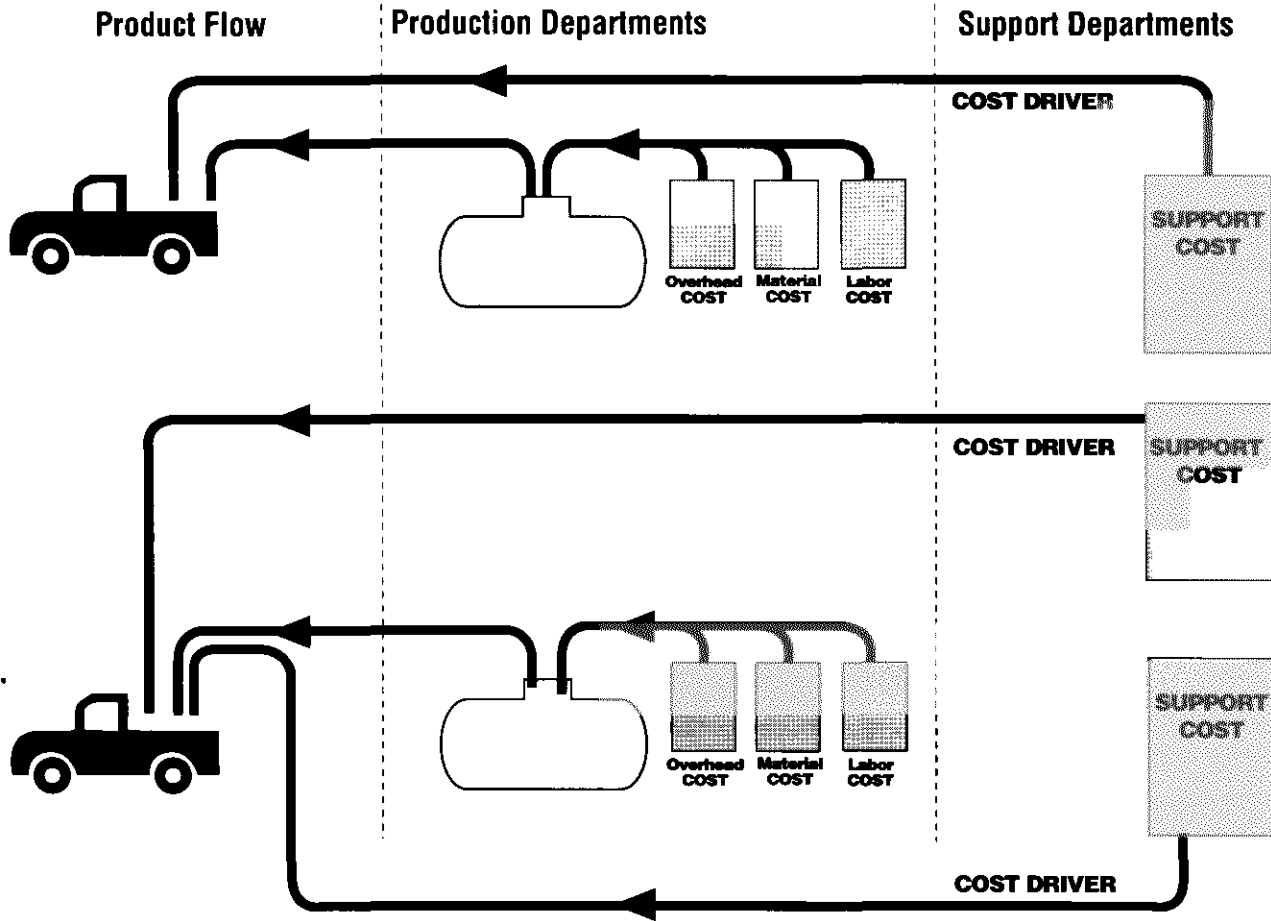 Product Flow
Production Departments
Support Departments
COST DRIVER
SUPPORT
COST
Overhead
COST
Material
COST
Labor
COST
COST DRIVER
SUPPORT
COST
SUPPORT
COST
Overhead
COST
Material
COST
Labor
COST
COST DRIVER